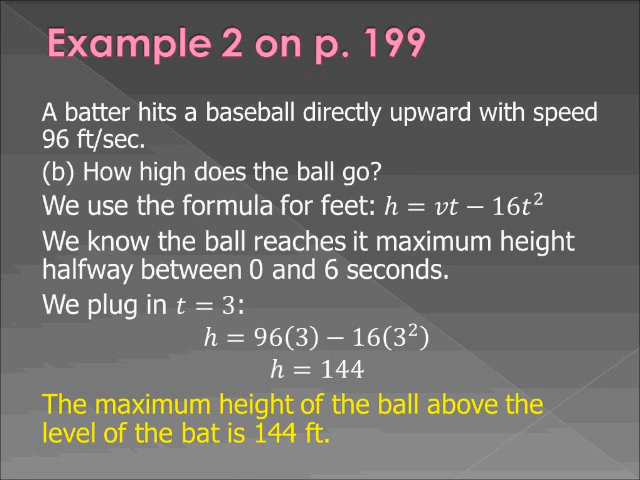 Example 2 on p. 199
A batter hits a baseball directly upward with speed
96 ft/sec.
(b) How high does the ball go?
We use the formula for feet: h = vt − 16t²
We know the ball reaches it maximum height
halfway between 0 and 6 seconds.
We plug in t = 3:
h = 96(3) − 16(3²)
h = 144
The maximum height of the ball above the
level of the bat is 144 ft.